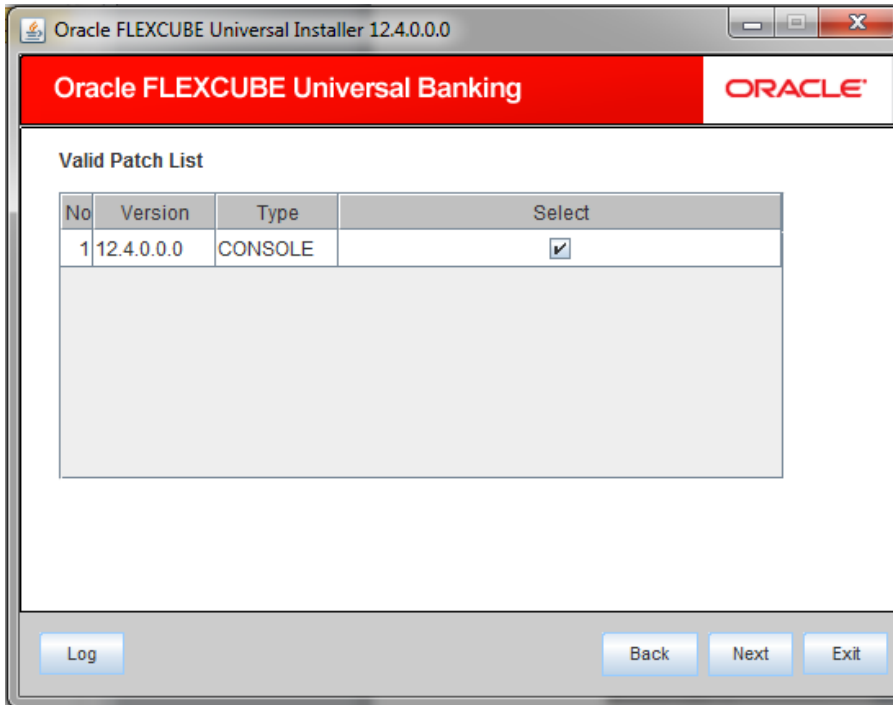 Oracle FLEXCUBE Universal Installer 12.4.0.0.0
Oracle FLEXCUBE Universal Banking ORACLE
Valid Patch List
No Version Type Select
1 12.4.0.0.0 CONSOLE
Log Back Next Exit